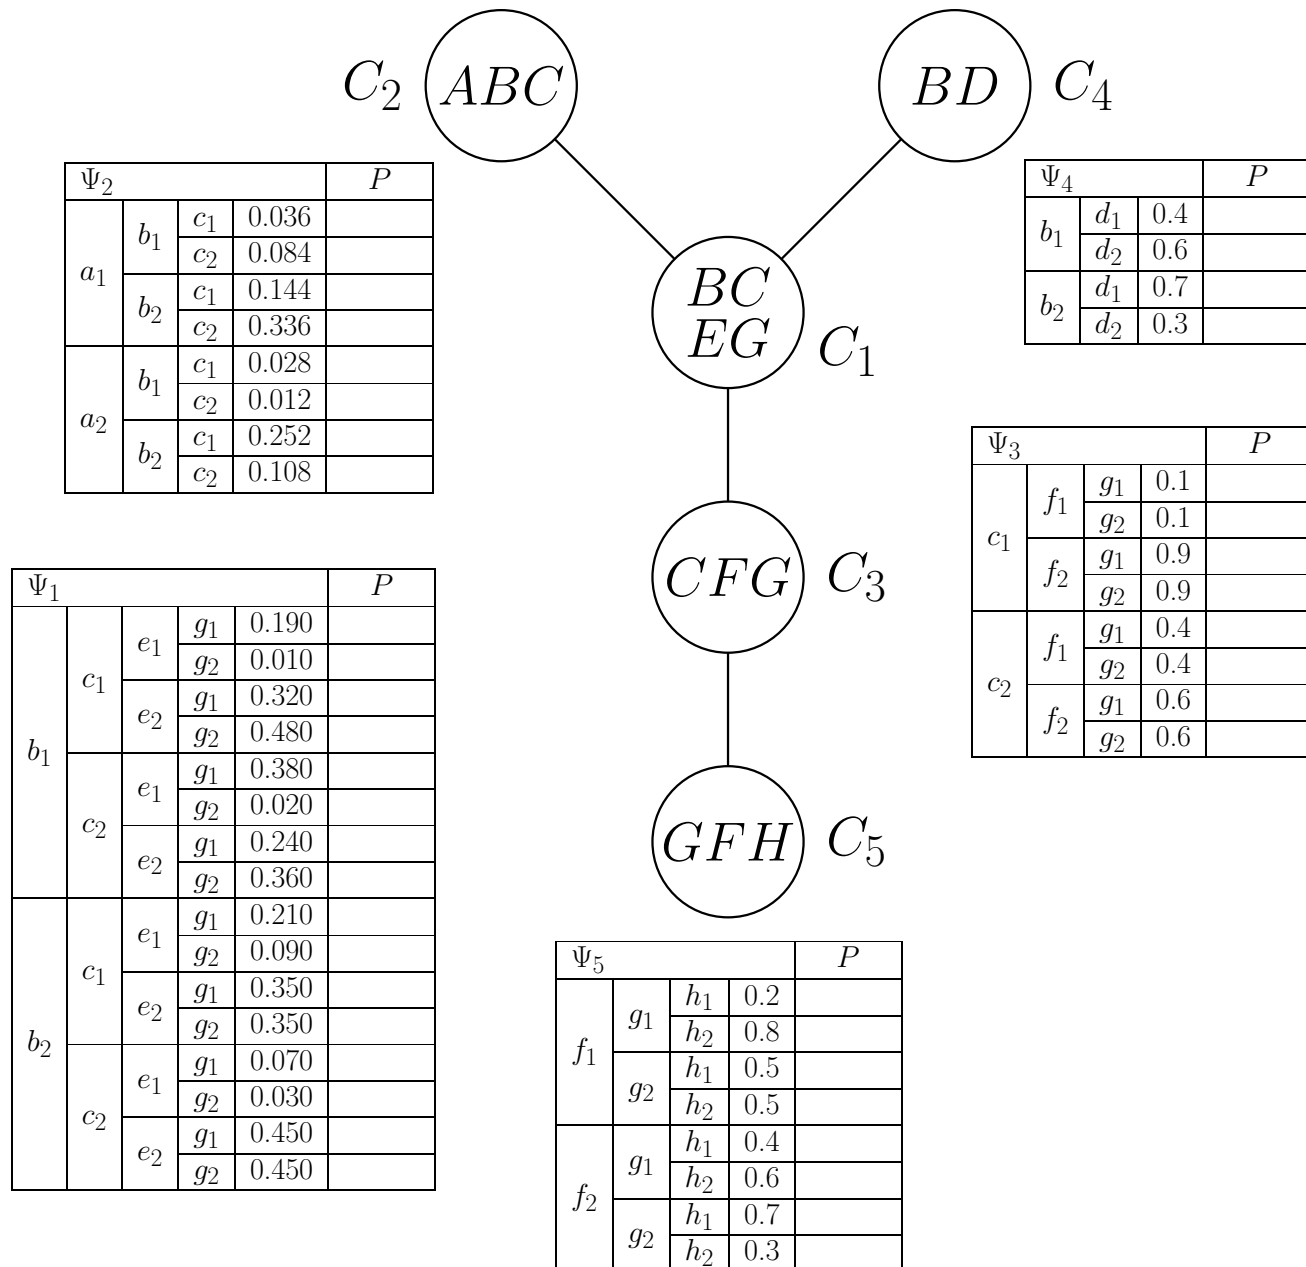 C2 ABC
BD C4
BC
EG C1
CFG C3
GFH C5
Ψ2 P
a1 b1 c1 0.036
c2 0.084
b2 c1 0.144
c2 0.336
a2 b1 c1 0.028
c2 0.012
b2 c1 0.252
c2 0.108
Ψ4 P
b1 d1 0.4
d2 0.6
b2 d1 0.7
d2 0.3
Ψ3 P
c1 f1 g1 0.1
g2 0.1
f2 g1 0.9
g2 0.9
c2 f1 g1 0.4
g2 0.4
f2 g1 0.6
g2 0.6
Ψ1 P
b1 c1 e1 g1 0.190
g2 0.010
e2 g1 0.320
g2 0.480
c2 e1 g1 0.380
g2 0.020
e2 g1 0.240
g2 0.360
b2 c1 e1 g1 0.210
g2 0.090
e2 g1 0.350
g2 0.350
c2 e1 g1 0.070
g2 0.030
e2 g1 0.450
g2 0.450
Ψ5 P
f1 g1 h1 0.2
h2 0.8
g2 h1 0.5
h2 0.5
f2 g1 h1 0.4
h2 0.6
g2 h1 0.7
h2 0.3